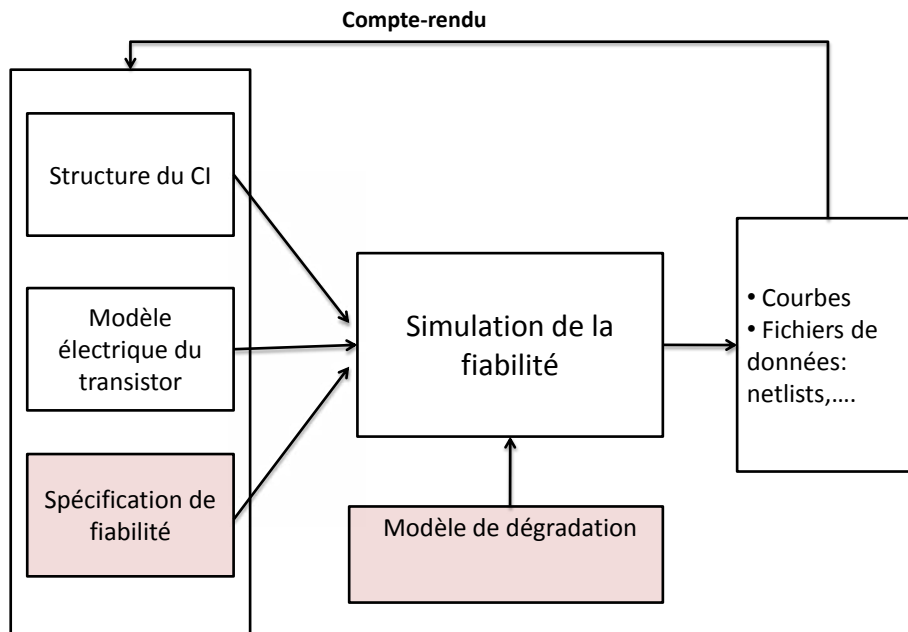 Compte-rendu
Structure du CI
Modèle
électrique du
transistor
Spécification de
fiabilité
Simulation de la
fiabilité
Modèle de dégradation
• Courbes
• Fichiers de
données:
netlists,....